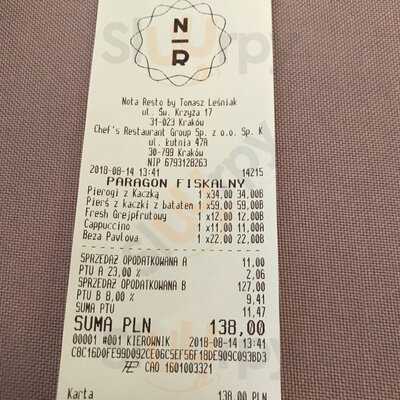 N
R
Nota Resto by Tomasz Leśniak
ul. Św. Krzyża 17
31-023 Kraków
Chef's Restaurant Group Sp. z o.o. Sp. K
ul. kutnia 47A
30-799 Kraków
NIP 6793128263
2018-08-14 13:41 14215
PARAGON FISKALNY
Pierogi z Kaczką 1 x34,00 34,00B
Pierś z kaczki z batatem 1 x59,00 59,00B
Fresh Grejpfrutowy 1 x12,00 12,00B
Cappuccino 1 x11,00 11,00A
Beza Pavlova 1 x22,00 22,00B
SPRZEDAŻ OPODATKOWANA A 11,00
PTU A 23,00 % 2,06
SPRZEDAŻ OPODATKOWANA B 127,00
PTU B 8,00 % 9,41
SUMA PTU 11,47
SUMA PLN 138,00
00001 #001 KIEROWNIK 2018-08-14 13:41
CBC16D0FE99D092CE06C5EF56F18DE909C093BD3
CAO 1601003321
Karta 138,00 PLN